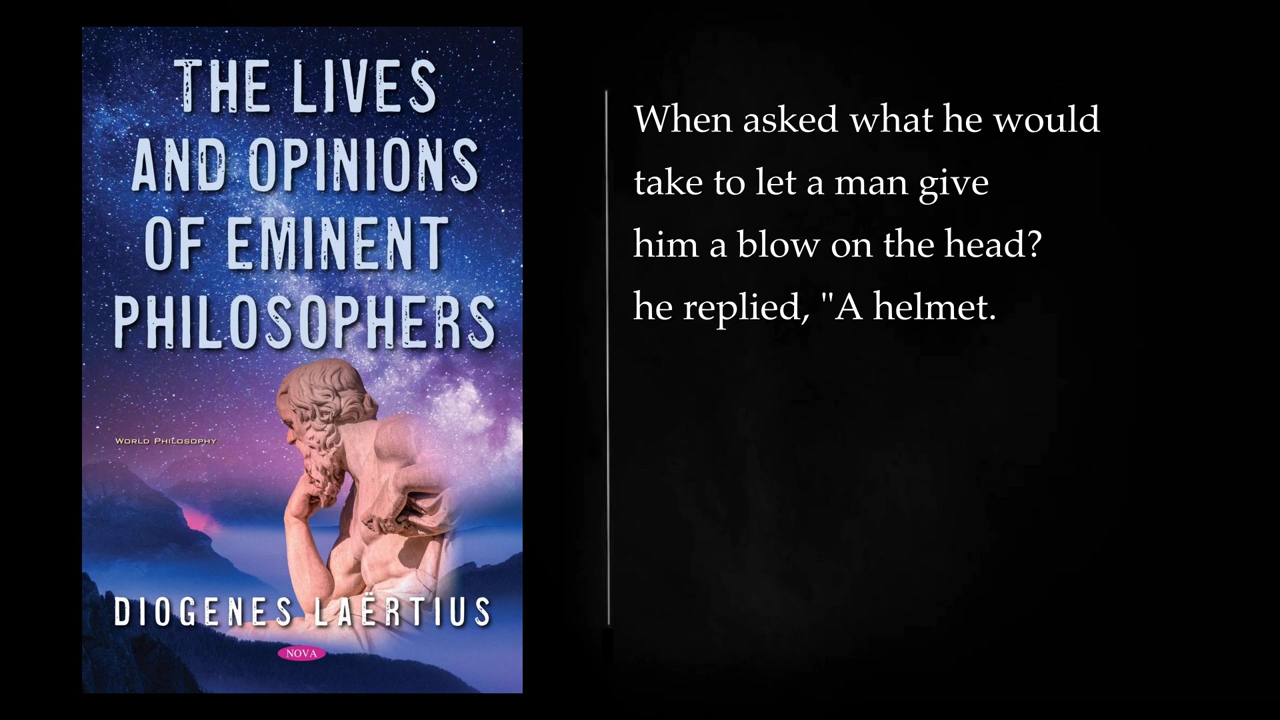 THE LIVES
AND OPINIONS
OF EMINENT
PHILOSOPHERS
WORLD PHILOSOPHY
DIOGENES LAËRTIUS
NOVA
When asked what he would
take to let a man give
him a blow on the head?
he replied, "A helmet.